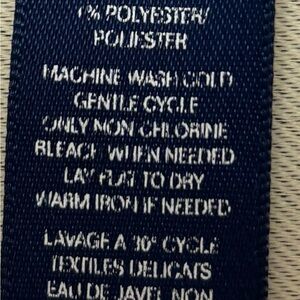 1% POLYESTER/
POLIESTER
MACHINE WASH COLD
GENTLE CYCLE
ONLY NON CHLORINE
BLEACH WHEN NEEDED
LAY FLAT TO DRY
WARM IRON IF NEEDED
LAVAGE A 30° CYCLE
TEXTILES DELICATS
EAU DE JAVEL NON